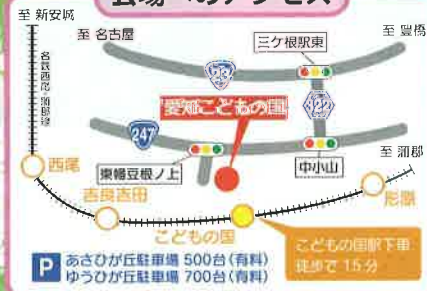 会場へのアクセス
至 新安城
至 名古屋
至 豊橋
三ケ根駅東
名鉄西尾・蒲郡線
23
322
愛知こどもの国
247
東幡豆根ノ上
中小山
至 蒲郡
西尾
吉良吉田
こどもの国
形原
こどもの国駅下車
徒歩で15分
P あさひが丘駐車場 500台(有料)
ゆうひが丘駐車場 700台(有料)